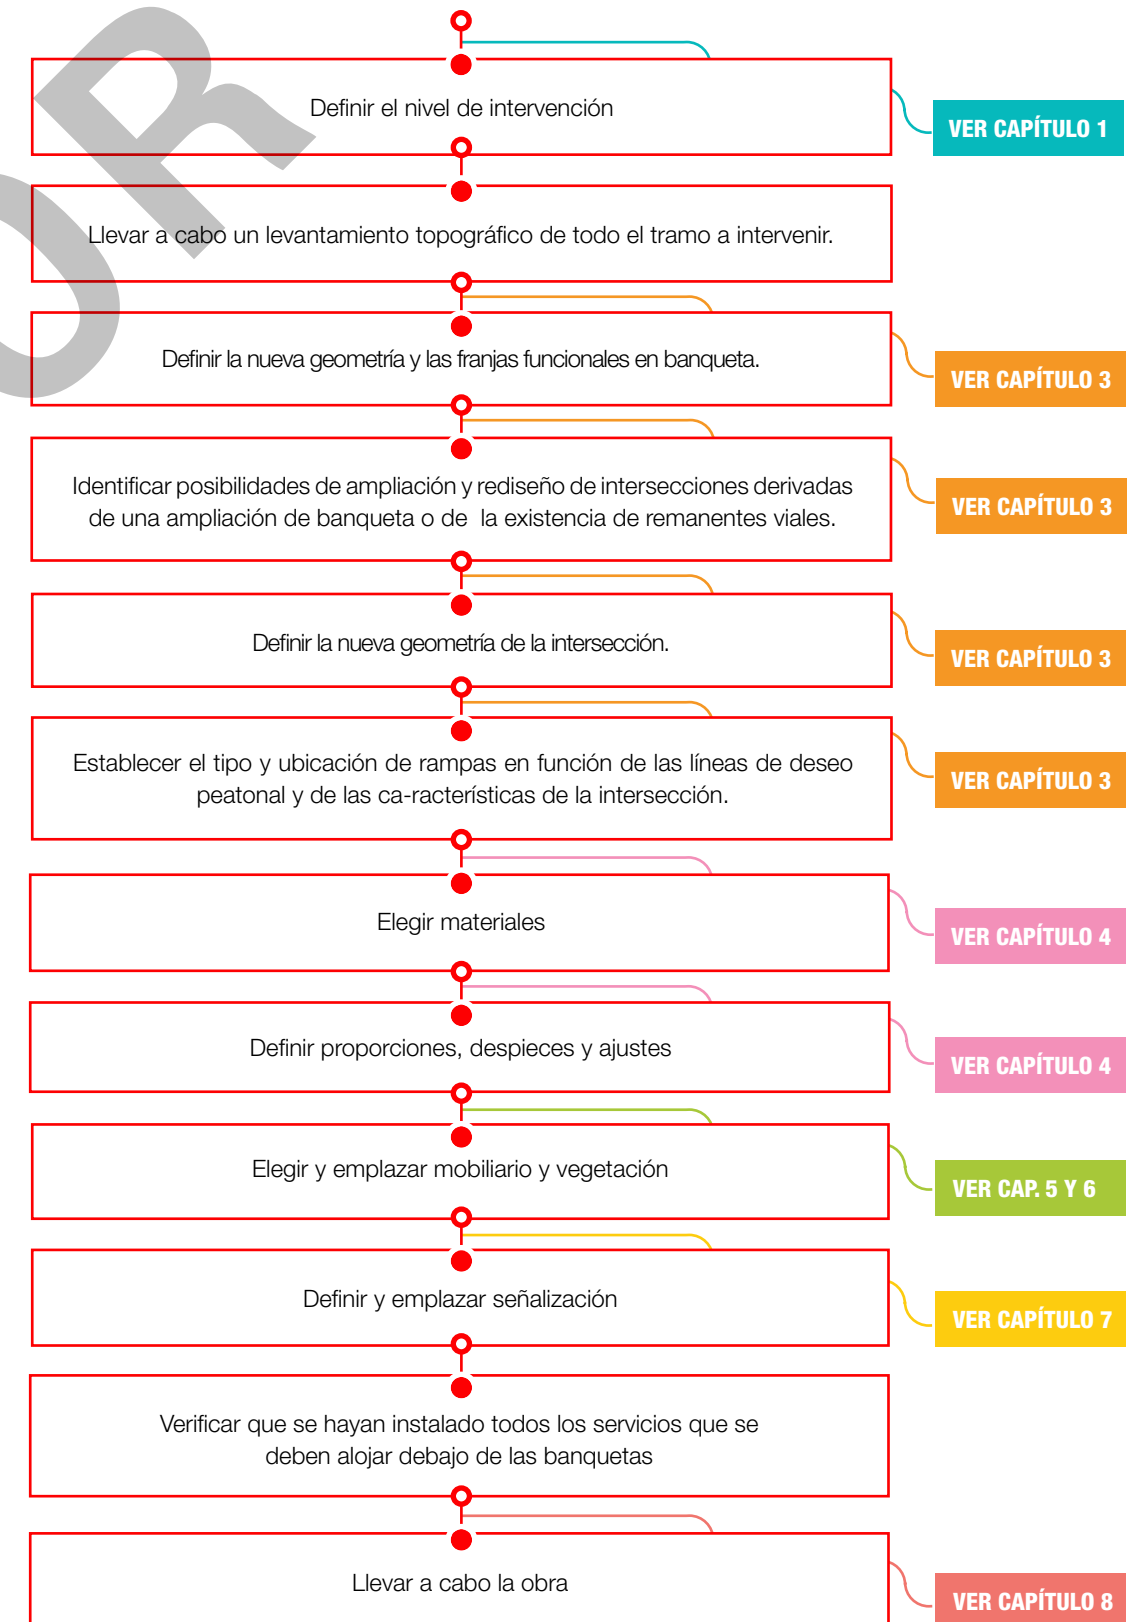 Definir el nivel de intervención
VER CAPÍTULO 1
Llevar a cabo un levantamiento topográfico de todo el tramo a intervenir.
Definir la nueva geometría y las franjas funcionales en banqueta.
VER CAPÍTULO 3
Identificar posibilidades de ampliación y rediseño de intersecciones derivadas
de una ampliación de banqueta o de la existencia de remanentes viales.
VER CAPÍTULO 3
Definir la nueva geometría de la intersección.
VER CAPÍTULO 3
Establecer el tipo y ubicación de rampas en función de las líneas de deseo
peatonal y de las ca-racterísticas de la intersección.
VER CAPÍTULO 3
Elegir materiales
VER CAPÍTULO 4
Definir proporciones, despieces y ajustes
VER CAPÍTULO 4
Elegir y emplazar mobiliario y vegetación
VER CAP. 5 Y 6
Definir y emplazar señalización
VER CAPÍTULO 7
Verificar que se hayan instalado todos los servicios que se
deben alojar debajo de las banquetas
Llevar a cabo la obra
VER CAPÍTULO 8
OR